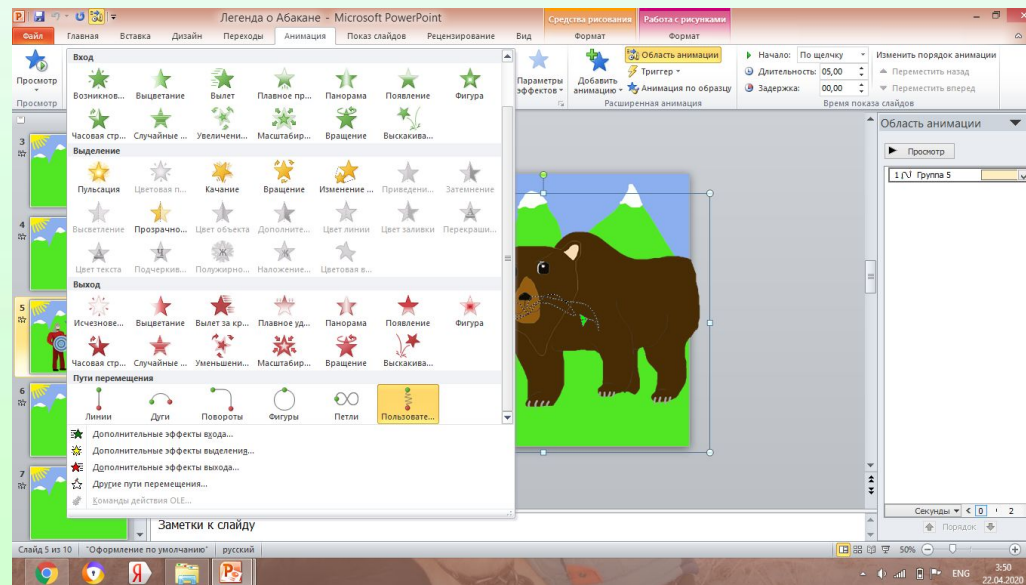 Легенда о Абакане - Microsoft PowerPoint
Средства рисования Работа с рисунками
Файл Главная Вставка Дизайн Переходы Анимация Показ слайдов Рецензирование Вид Формат Формат
Просмотр
Просмотр
Параметры эффектов
Добавить анимацию
Область анимации
Триггер
Анимация по образцу
Расширенная анимация
Начало: По щелчку
Длительность: 05,00
Задержка: 00,00
Изменить порядок анимации
Переместить назад
Переместить вперед
Время показа слайдов
Вход
Возникнов... Выцветание Вылет Плавное пр... Панорама Появление Фигура
Часовая стр... Случайные ... Увеличени... Масштабир... Вращение Выскакива...
Выделение
Пульсация Цветовая п... Качание Вращение Изменение ... Приведени... Затемнение
Высветление Прозрачно... Цвет объекта Дополните... Цвет линии Цвет заливки Перекраши...
Цвет текста Подчеркив... Полужирно... Наложение... Цветовая в...
Выход
Исчезнове... Выцветание Вылет за кр... Плавное уд... Панорама Появление Фигура
Часовая стр... Случайные ... Уменьшени... Масштабир... Вращение Выскакива...
Пути перемещения
Линии Дуги Повороты Фигуры Петли Пользовате...
Дополнительные эффекты входа...
Дополнительные эффекты выделения...
Дополнительные эффекты выхода...
Другие пути перемещения...
Команды действия OLE...
3
4
5
6
7
Область анимации
Просмотр
1 Группа 5
Секунды 0 2
Порядок
Заметки к слайду
Слайд 5 из 10 "Оформление по умолчанию" русский 50%
ENG 3:50
22.04.2020